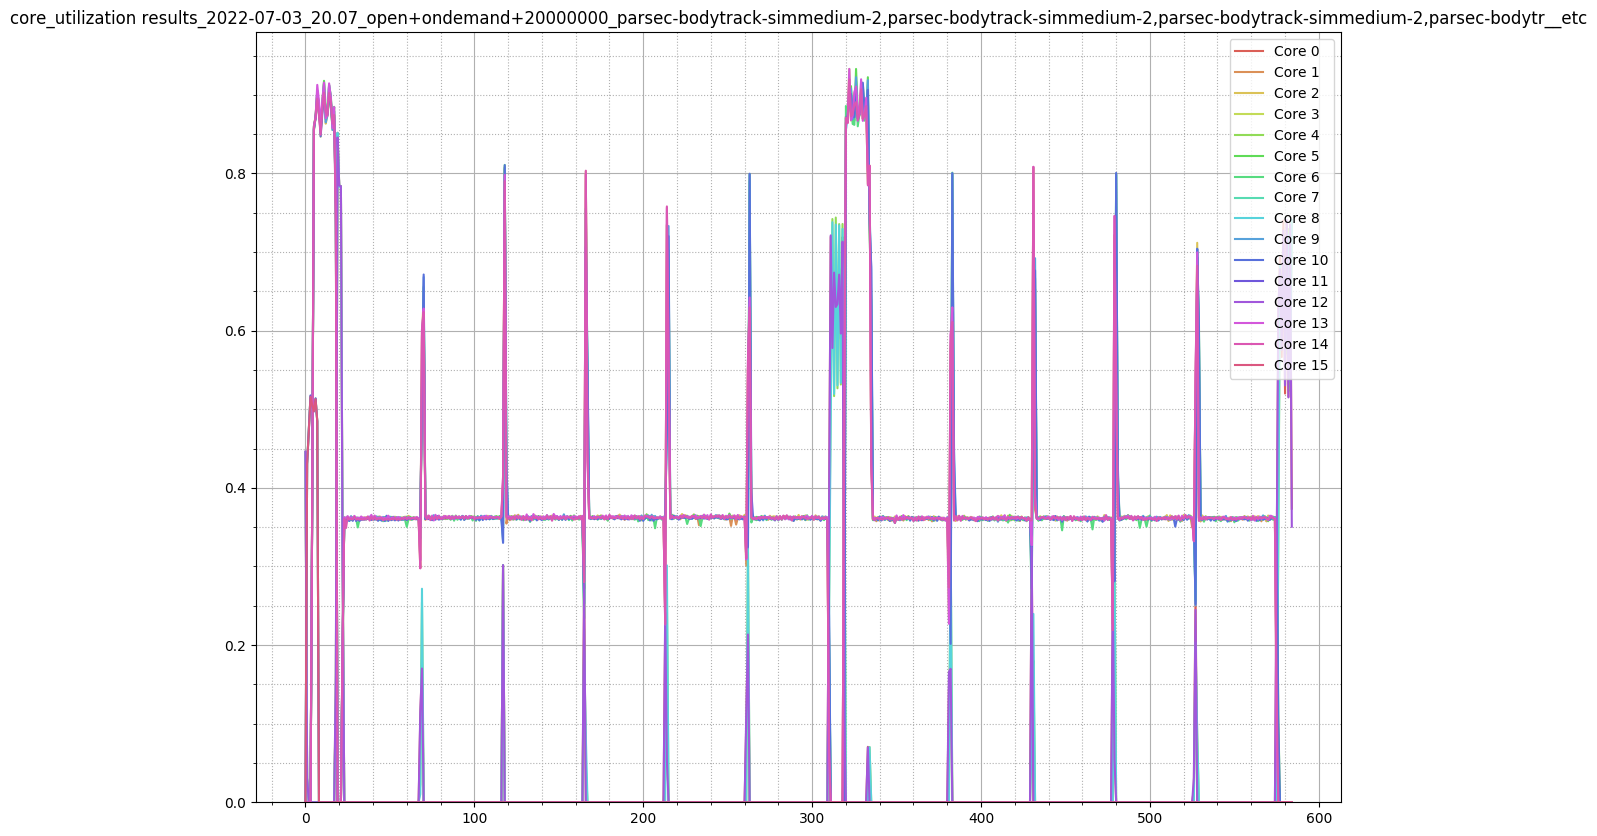 core_utilization results_2022-07-03_20.07_open+ondemand+20000000_parsec-bodytrack-simmedium-2,parsec-bodytrack-simmedium-2,parsec-bodytrack-simmedium-2,parsec-bodytr__etc
Core 0
Core 1
Core 2
Core 3
Core 4
Core 5
Core 6
Core 7
Core 8
Core 9
Core 10
Core 11
Core 12
Core 13
Core 14
Core 15
0.8
0.6
0.4
0.2
0.0
0 100 200 300 400 500 600